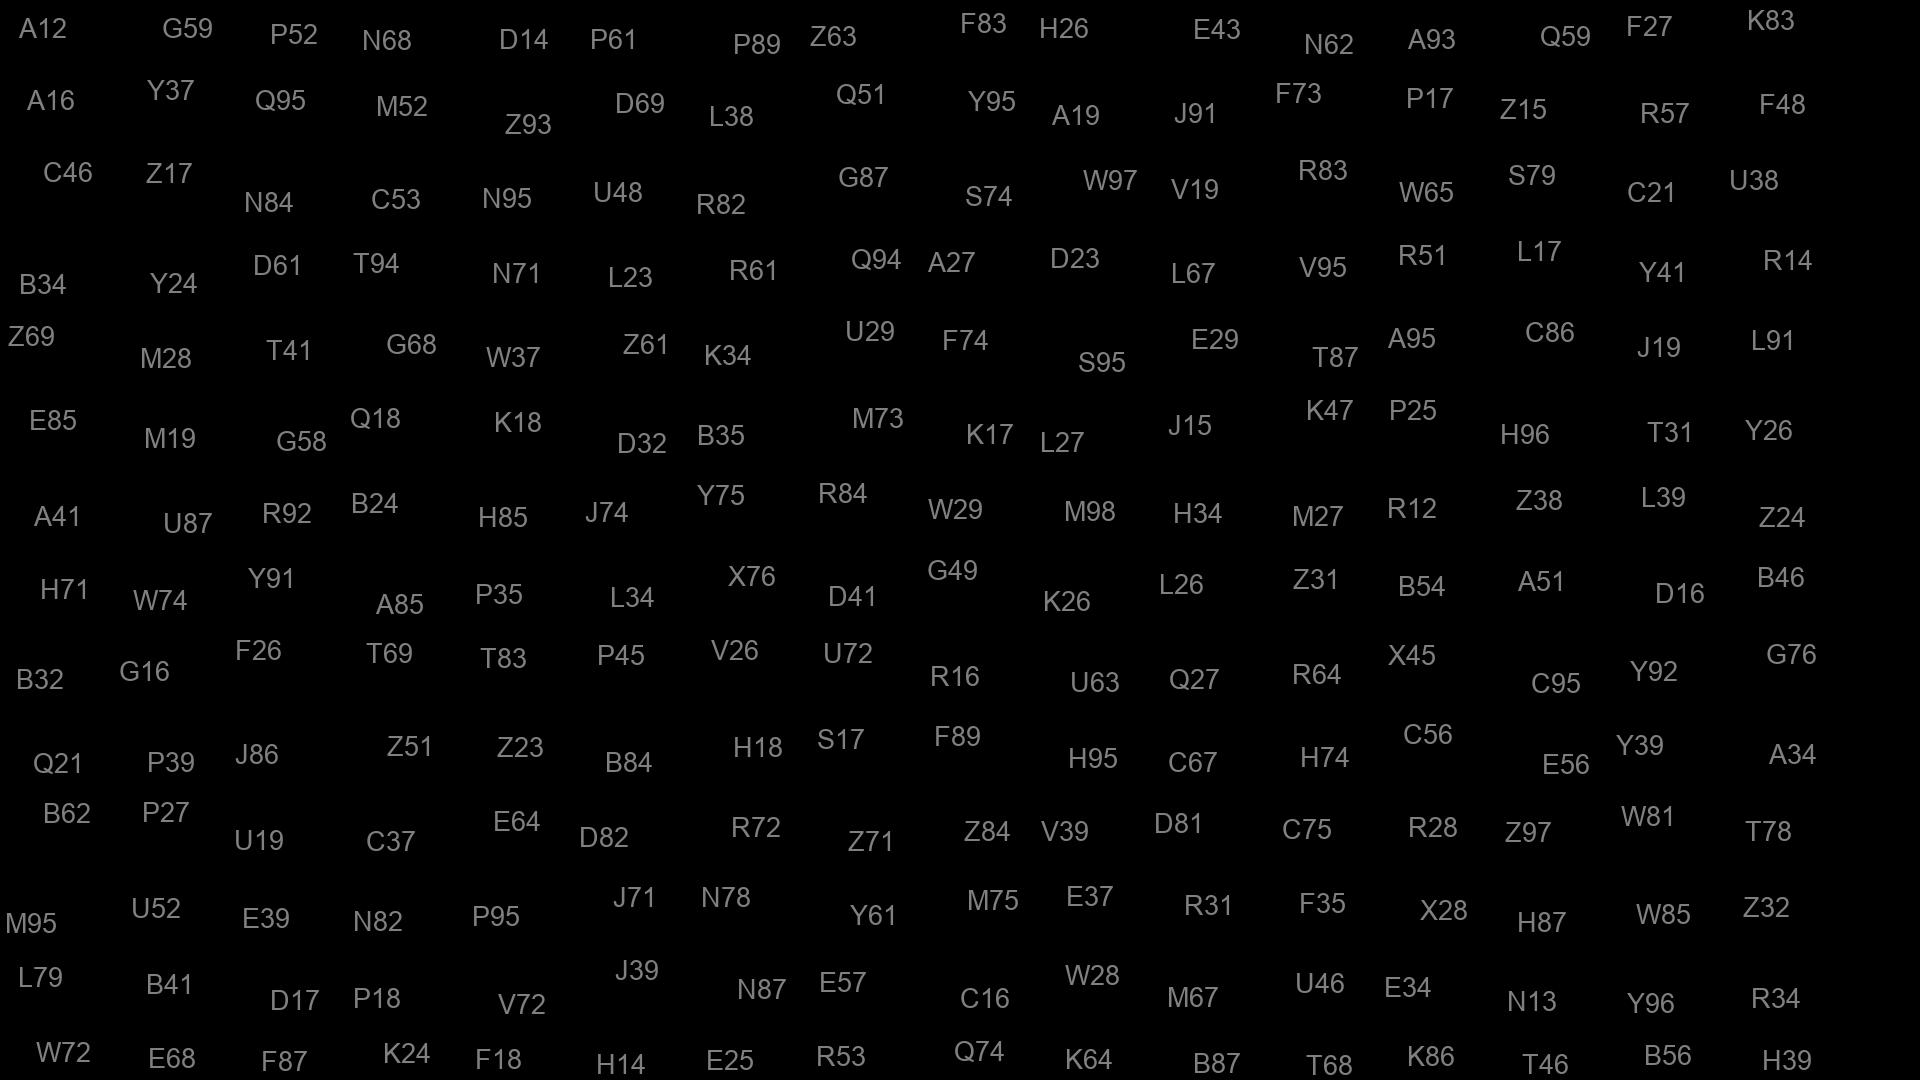 A12 G59 P52 N68 D14 P61 P89 Z63 F83 H26 E43 N62 A93 Q59 F27 K83
A16 Y37 Q95 M52 Z93 D69 L38 Q51 Y95 A19 J91 F73 P17 Z15 R57 F48
C46 Z17 N84 C53 N95 U48 R82 G87 S74 W97 V19 R83 W65 S79 C21 U38
B34 Y24 D61 T94 N71 L23 R61 Q94 A27 D23 L67 V95 R51 L17 Y41 R14
Z69 M28 T41 G68 W37 Z61 K34 U29 F74 S95 E29 T87 A95 C86 J19 L91
E85 M19 G58 Q18 K18 D32 B35 M73 K17 L27 J15 K47 P25 H96 T31 Y26
A41 U87 R92 B24 H85 J74 Y75 R84 W29 M98 H34 M27 R12 Z38 L39 Z24
H71 W74 Y91 A85 P35 L34 X76 D41 G49 K26 L26 Z31 B54 A51 D16 B46
B32 G16 F26 T69 T83 P45 V26 U72 R16 U63 Q27 R64 X45 C95 Y92 G76
Q21 P39 J86 Z51 Z23 B84 H18 S17 F89 H95 C67 H74 C56 E56 Y39 A34
B62 P27 U19 C37 E64 D82 R72 Z71 Z84 V39 D81 C75 R28 Z97 W81 T78
M95 U52 E39 N82 P95 J71 N78 Y61 M75 E37 R31 F35 X28 H87 W85 Z32
L79 B41 D17 P18 V72 J39 N87 E57 C16 W28 M67 U46 E34 N13 Y96 R34
W72 E68 F87 K24 F18 H14 E25 R53 Q74 K64 B87 T68 K86 T46 B56 H39